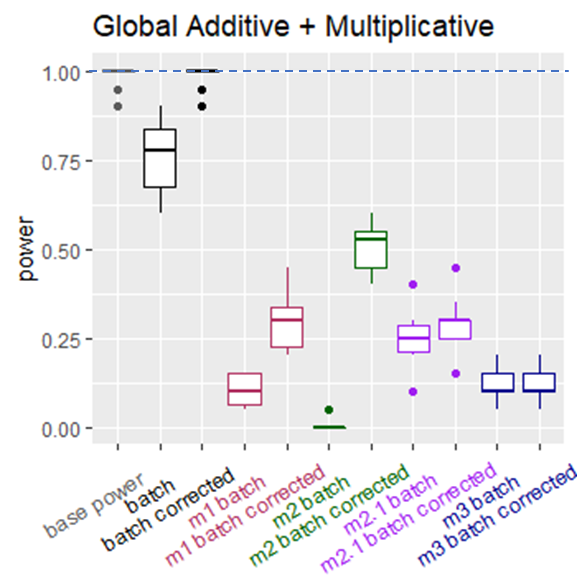 Global Additive + Multiplicative
power
1.00
0.75
0.50
0.25
0.00
base power
batch
batch corrected
m1 batch
m1 batch corrected
m2 batch
m2 batch corrected
m2.1 batch
m2.1 batch corrected
m3 batch
m3 batch corrected